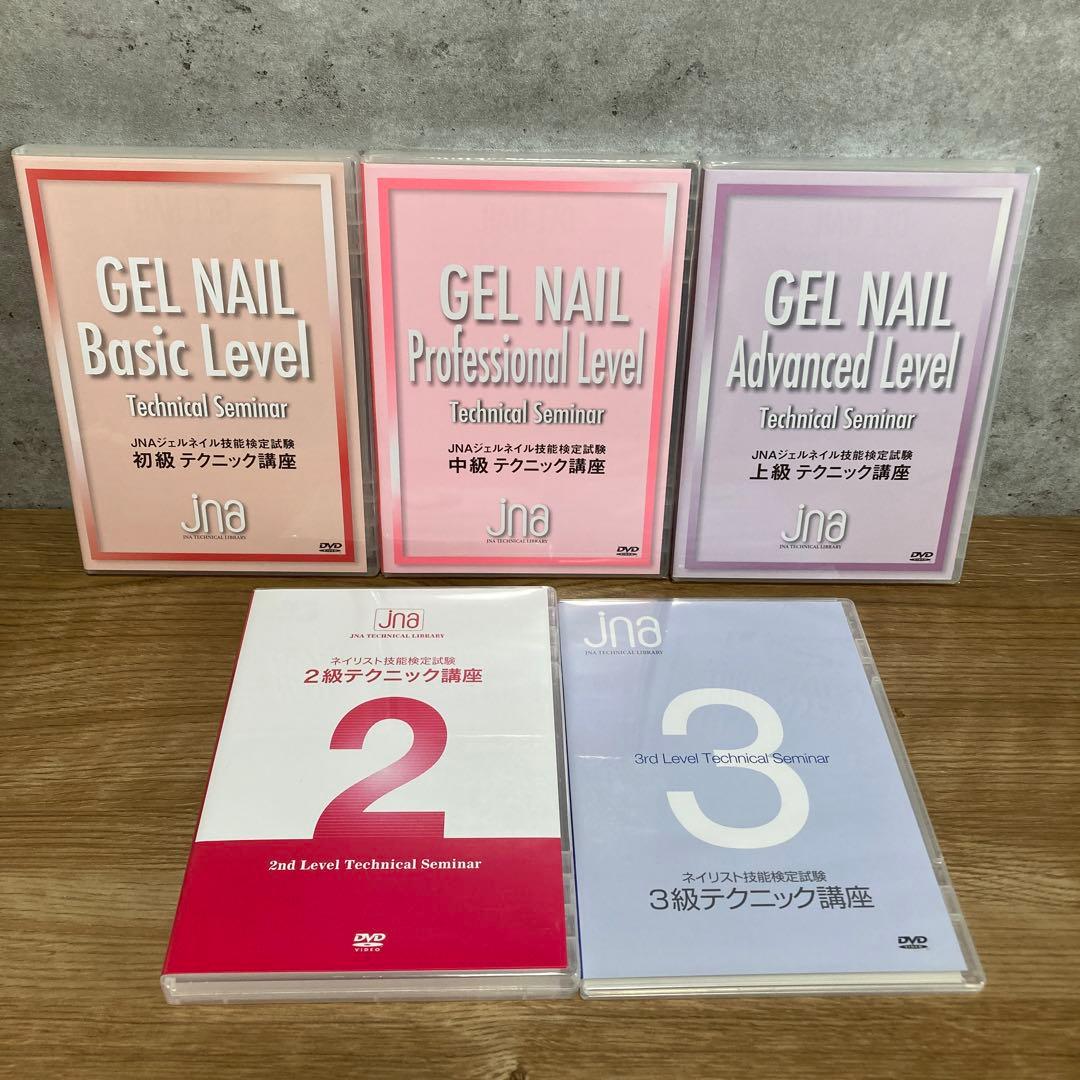 GEL NAIL
Basic Level
Technical Seminar
JNAジェルネイル技能検定試験
初級 テクニック講座
jna
JNA TECHNICAL LIBRARY
DVD
VIDEO
GEL NAIL
Professional Level
Technical Seminar
JNAジェルネイル技能検定試験
中級 テクニック講座
jna
JNA TECHNICAL LIBRARY
DVD
VIDEO
GEL NAIL
Advanced Level
Technical Seminar
JNAジェルネイル技能検定試験
上級 テクニック講座
jna
JNA TECHNICAL LIBRARY
DVD
VIDEO
jna
JNA TECHNICAL LIBRARY
ネイリスト技能検定試験
2級テクニック講座
2
2nd Level Technical Seminar
DVD
VIDEO
jna
JNA TECHNICAL LIBRARY
3
3rd Level Technical Seminar
ネイリスト技能検定試験
3級テクニック講座
DVD
VIDEO